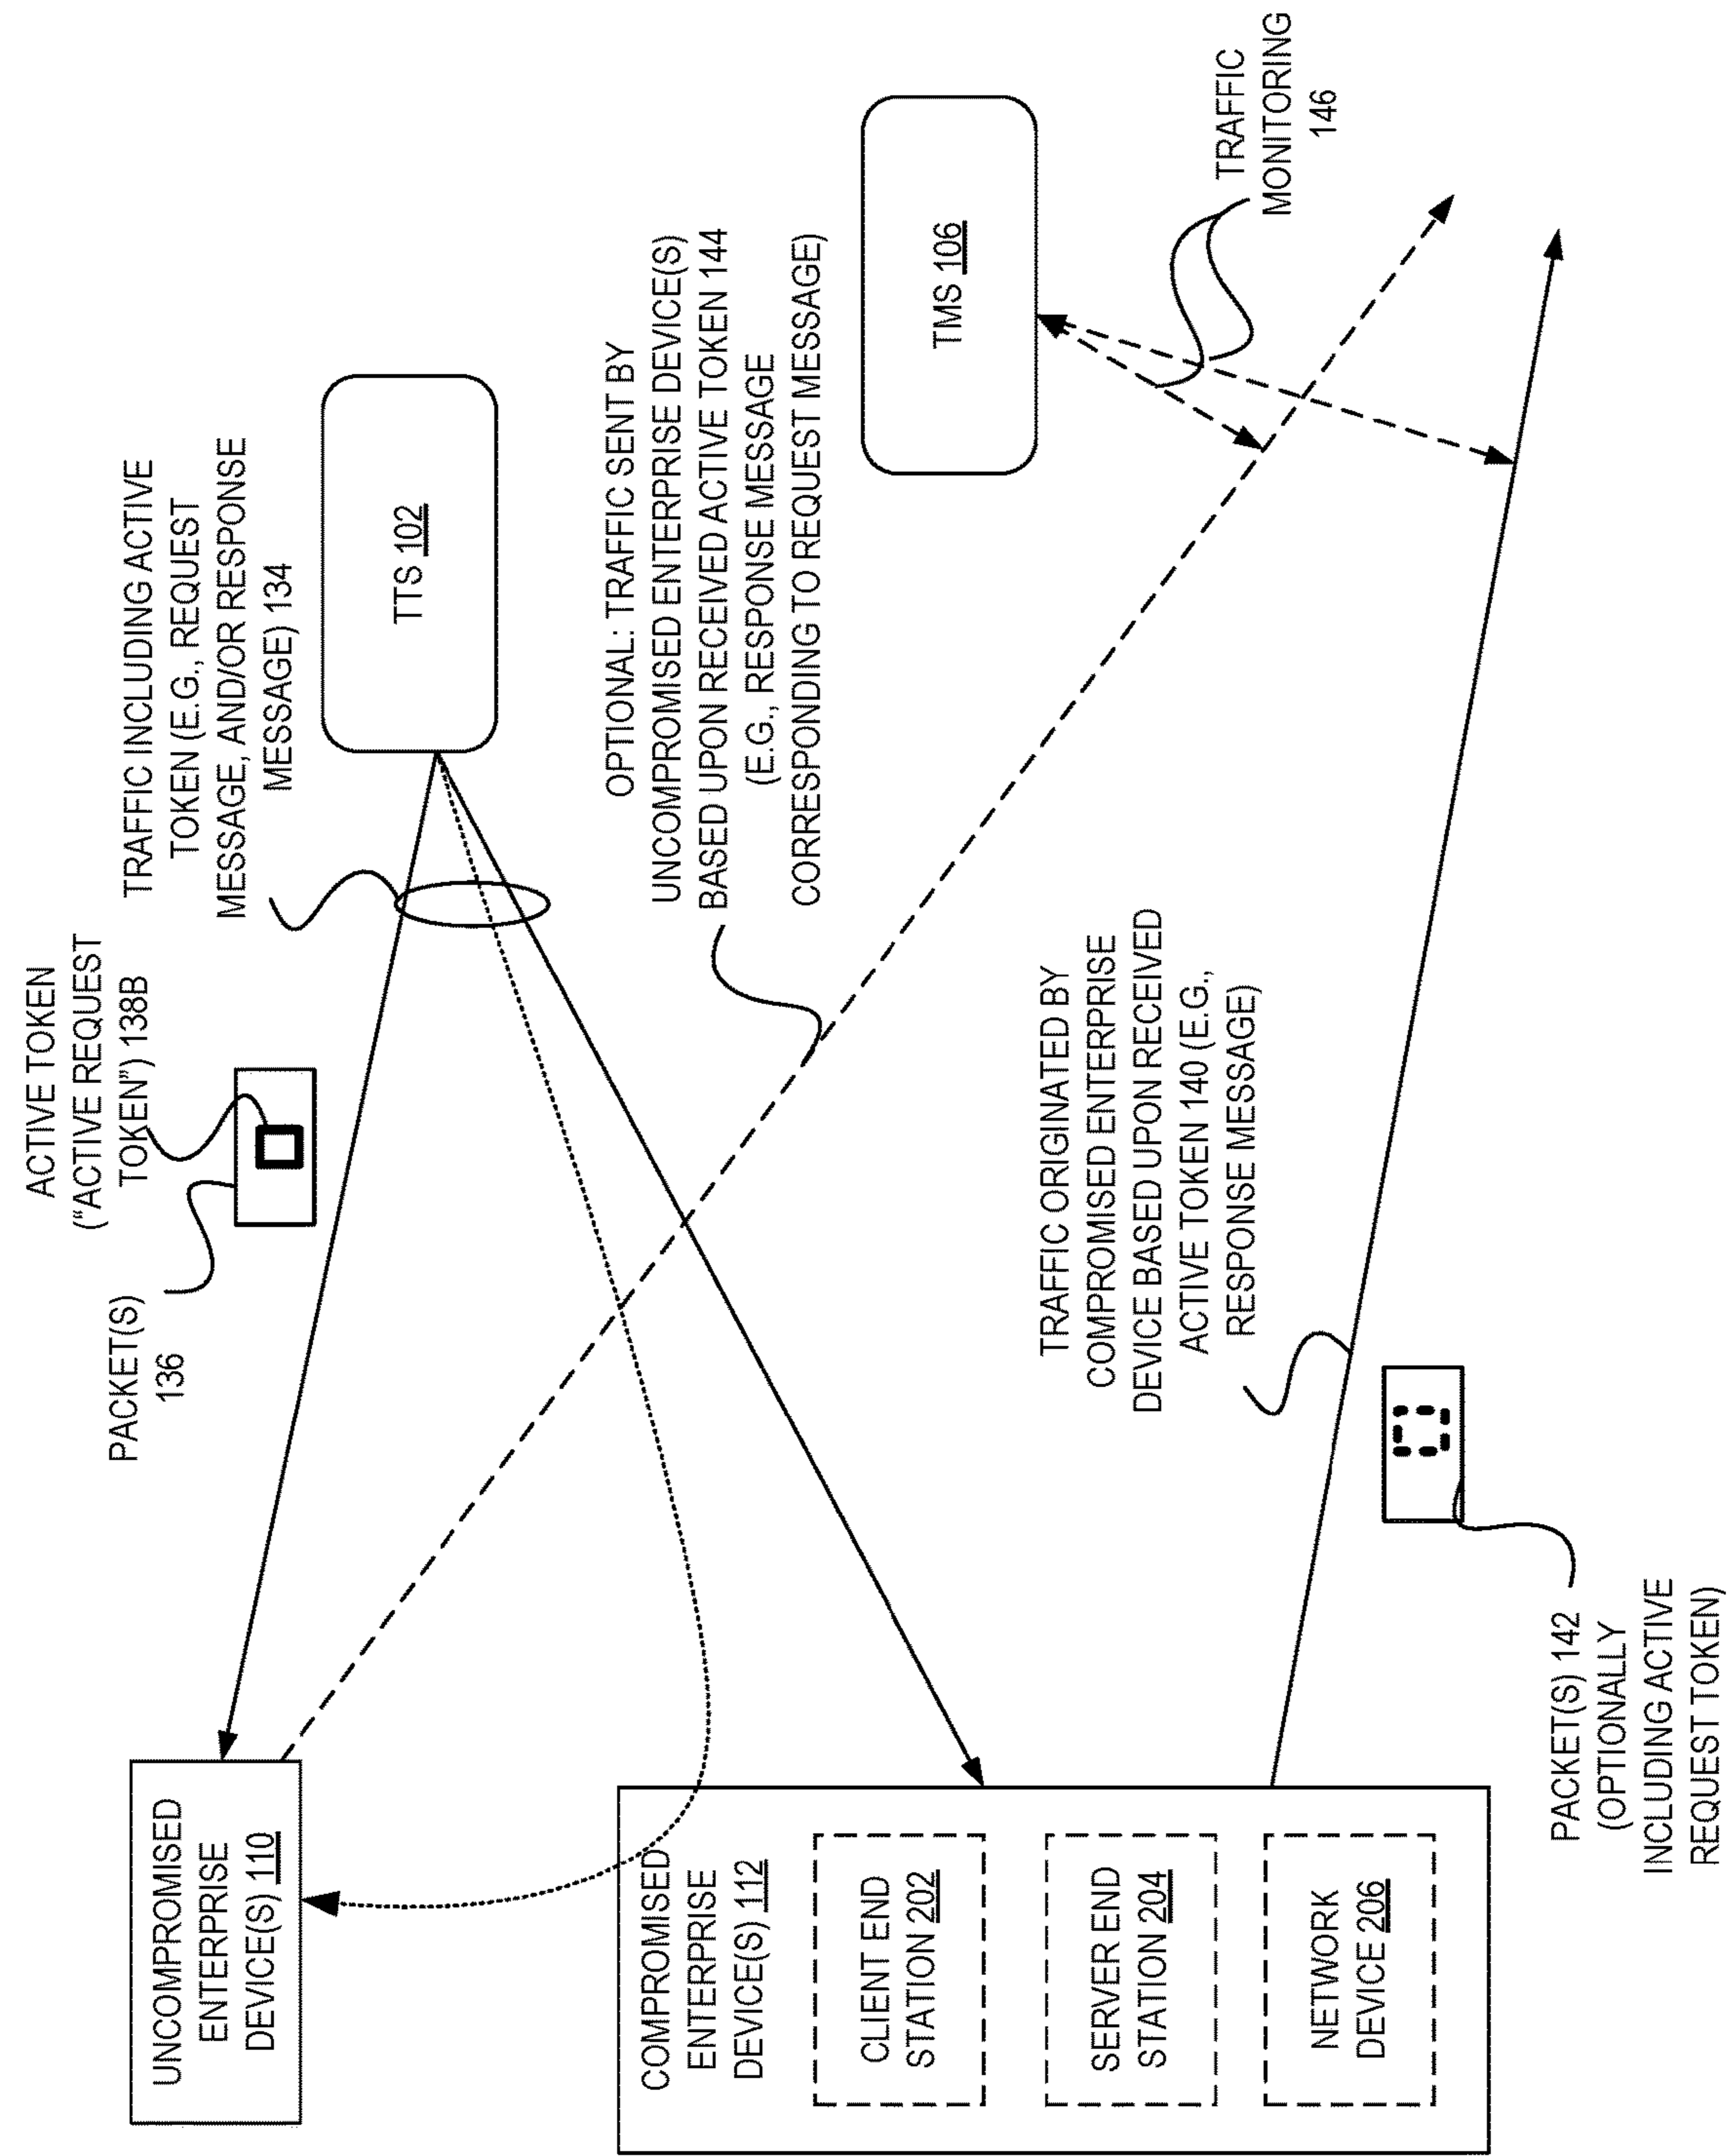 UNCOMPROMISED
ENTERPRISE
DEVICE(S) 110
PACKET(S)
136
ACTIVE TOKEN
("ACTIVE REQUEST
TOKEN") 138B
TRAFFIC INCLUDING ACTIVE
TOKEN (E.G., REQUEST
MESSAGE, AND/OR RESPONSE
MESSAGE) 134
TTS 102
OPTIONAL: TRAFFIC SENT BY
UNCOMPROMISED ENTERPRISE DEVICE(S)
BASED UPON RECEIVED ACTIVE TOKEN 144
(E.G., RESPONSE MESSAGE
CORRESPONDING TO REQUEST MESSAGE)
TMS 106
TRAFFIC
MONITORING
146
COMPROMISED
ENTERPRISE
DEVICE(S) 112
CLIENT END
STATION 202
SERVER END
STATION 204
NETWORK
DEVICE 206
TRAFFIC ORIGINATED BY
COMPROMISED ENTERPRISE
DEVICE BASED UPON RECEIVED
ACTIVE TOKEN 140 (E.G.,
RESPONSE MESSAGE)
PACKET(S) 142
(OPTIONALLY
INCLUDING ACTIVE
REQUEST TOKEN)